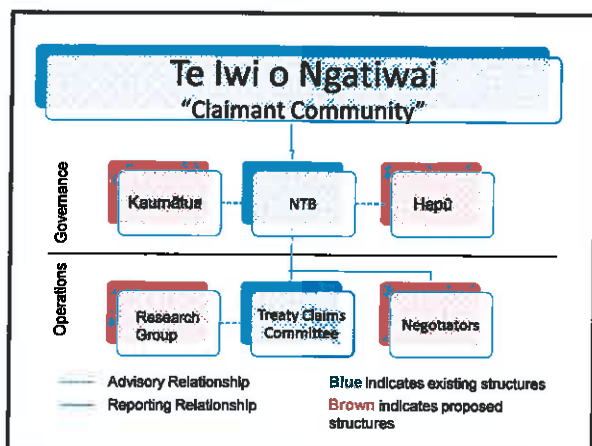 Te Iwi o Ngatiwai
“Claimant Community”
Governance
Kaumātua
NTB
Hapū
Operations
Research
Group
Treaty Claims
Committee
Negotiators
Advisory Relationship
Reporting Relationship
Blue indicates existing structures
Brown indicates proposed
structures